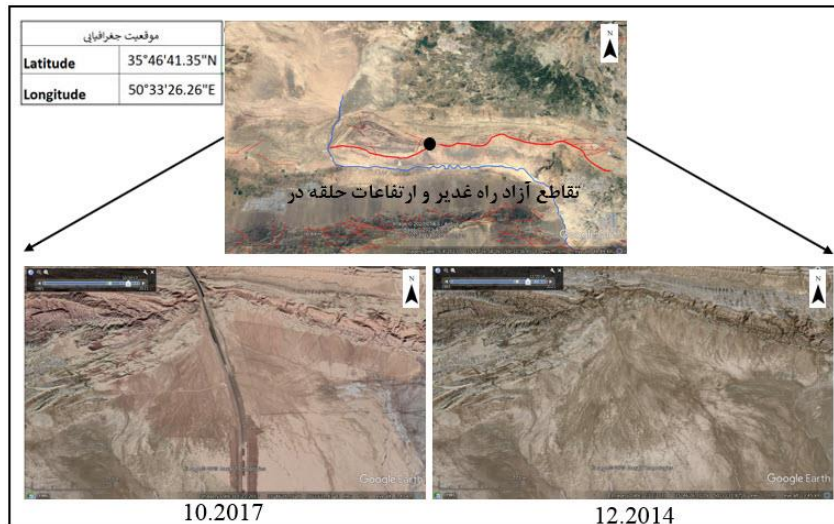 موقعیت جغرافیایی
Latitude 35°46'41.35"N
Longitude 50°33'26.26"E
N
تقاطع آزاد راه غدیر و ارتفاعات حلقه در
N
N
Google Earth
Google Earth
10.2017
12.2014